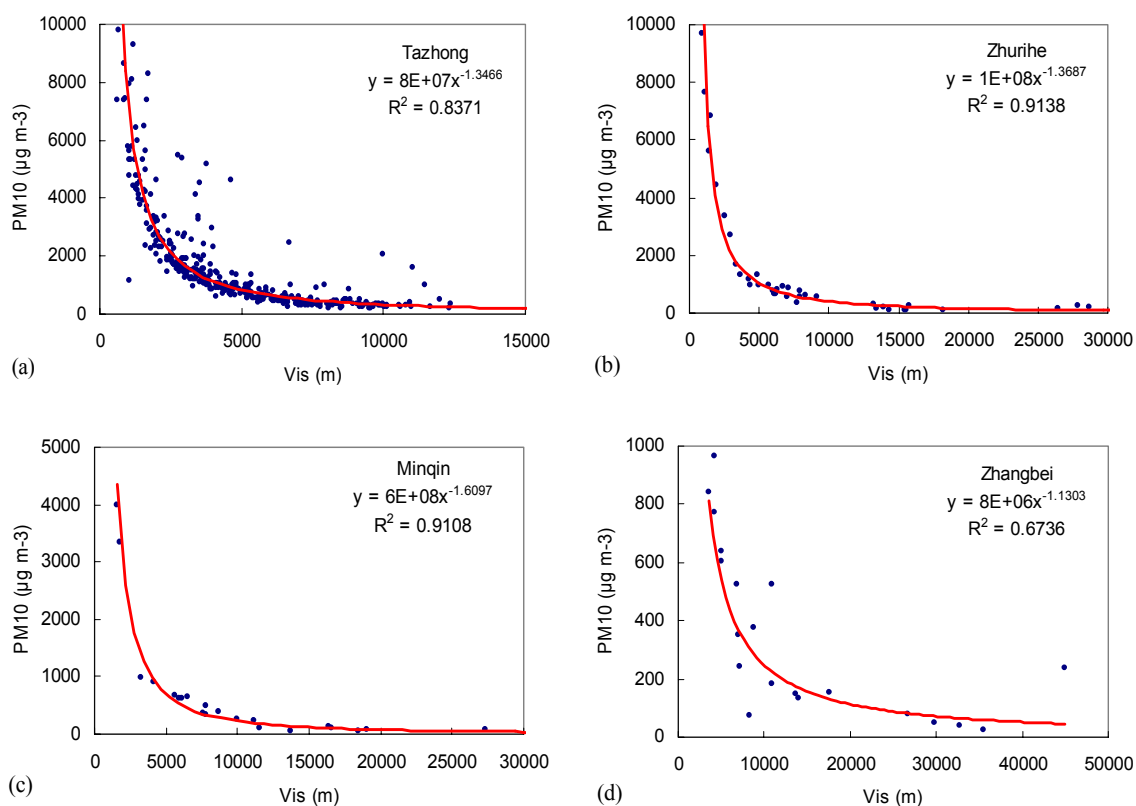 10000
8000
6000
4000
2000
0
PM10 (µg m-3)
Tazhong
y = 8E+07x^-1.3466
R² = 0.8371
0 5000 10000 15000
Vis (m)
(a)
10000
8000
6000
4000
2000
0
PM10 (µg m-3)
Zhurihe
y = 1E+08x^-1.3687
R² = 0.9138
0 5000 10000 15000 20000 25000 30000
Vis (m)
(b)
5000
4000
3000
2000
1000
0
PM10 (µg m-3)
Minqin
y = 6E+08x^-1.6097
R² = 0.9108
0 5000 10000 15000 20000 25000 30000
Vis (m)
(c)
1000
800
600
400
200
0
PM10 (µg m-3)
Zhangbei
y = 8E+06x^-1.1303
R² = 0.6736
0 10000 20000 30000 40000 50000
Vis (m)
(d)